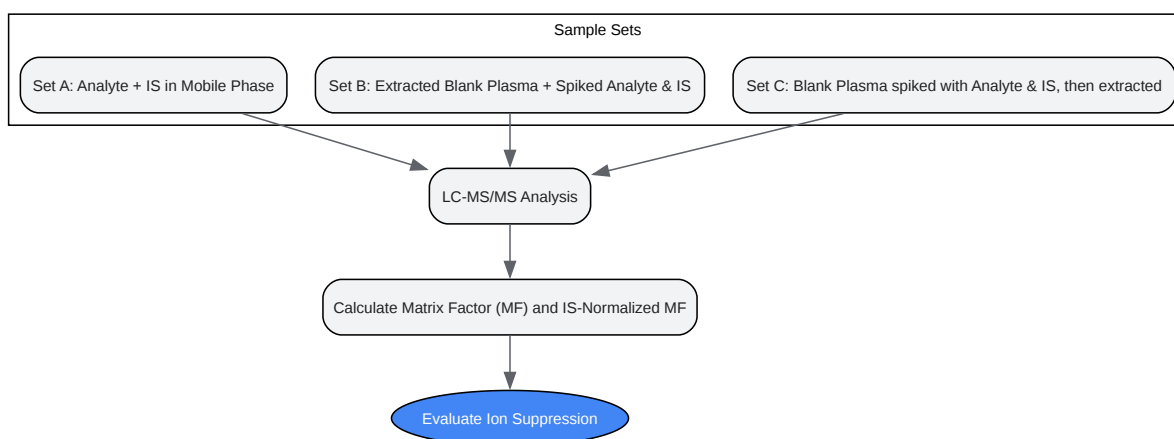 Sample Sets
Set A: Analyte + IS in Mobile Phase
Set B: Extracted Blank Plasma + Spiked Analyte & IS
Set C: Blank Plasma spiked with Analyte & IS, then extracted
LC-MS/MS Analysis
Calculate Matrix Factor (MF) and IS-Normalized MF
Evaluate Ion Suppression